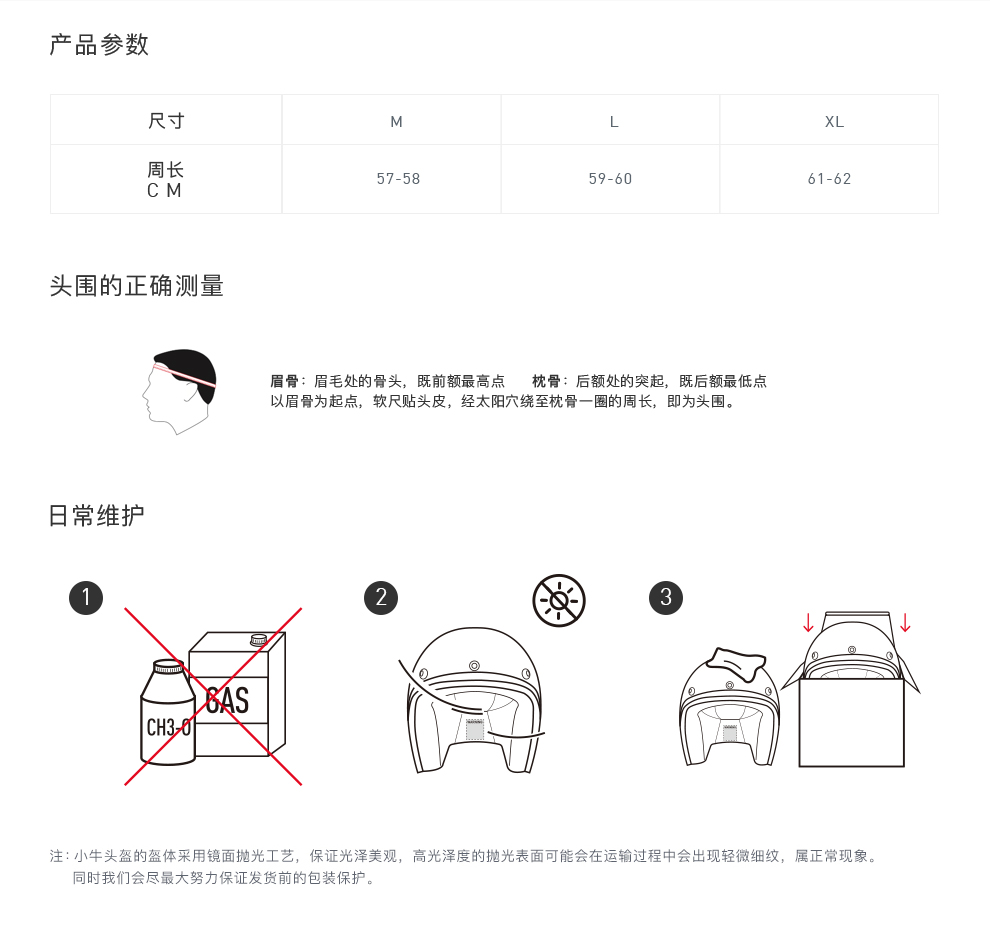 产品参数
尺寸 M L XL
周长 57-58 59-60 61-62
CM
头围的正确测量
眉骨：眉毛处的骨头，既前额最高点 枕骨：后额处的突起，既后额最低点
以眉骨为起点，软尺贴头皮，经太阳穴绕至枕骨一圈的周长，即为头围。
日常维护
1 2 3
GAS
CH3-O
注：小牛头盔的盔体采用镜面抛光工艺，保证光泽美观，高光泽度的抛光表面可能会在运输过程中会出现轻微细纹，属正常现象。
同时我们会尽最大努力保证发货前的包装保护。